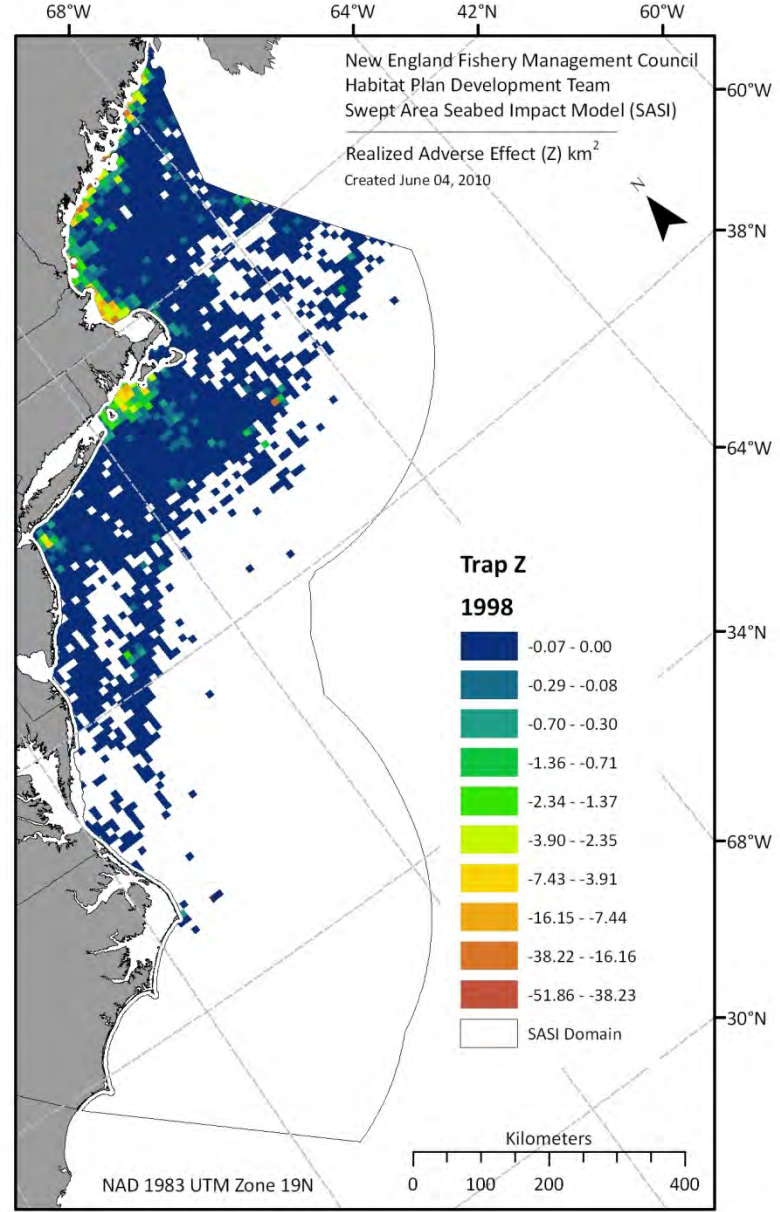 68°W
64°W
42°N
60°W
New England Fishery Management Council
Habitat Plan Development Team
Swept Area Seabed Impact Model (SASI)
Realized Adverse Effect (Z) km²
Created June 04, 2010
N
60°W
38°N
64°W
34°N
68°W
30°N
Trap Z
1998
-0.07 - 0.00
-0.29 - -0.08
-0.70 - -0.30
-1.36 - -0.71
-2.34 - -1.37
-3.90 - -2.35
-7.43 - -3.91
-16.15 - -7.44
-38.22 - -16.16
-51.86 - -38.23
SASI Domain
Kilometers
0 100 200 400
NAD 1983 UTM Zone 19N